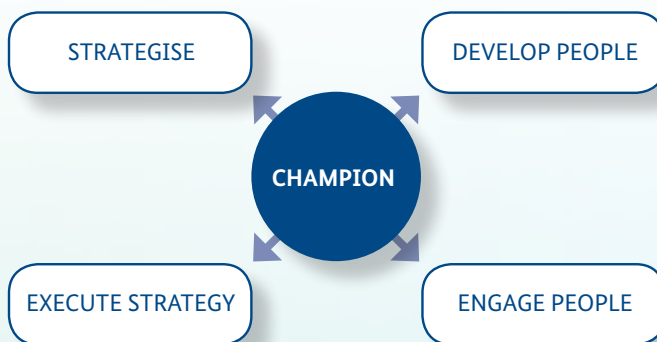 STRATEGISE
DEVELOP PEOPLE
CHAMPION
EXECUTE STRATEGY
ENGAGE PEOPLE